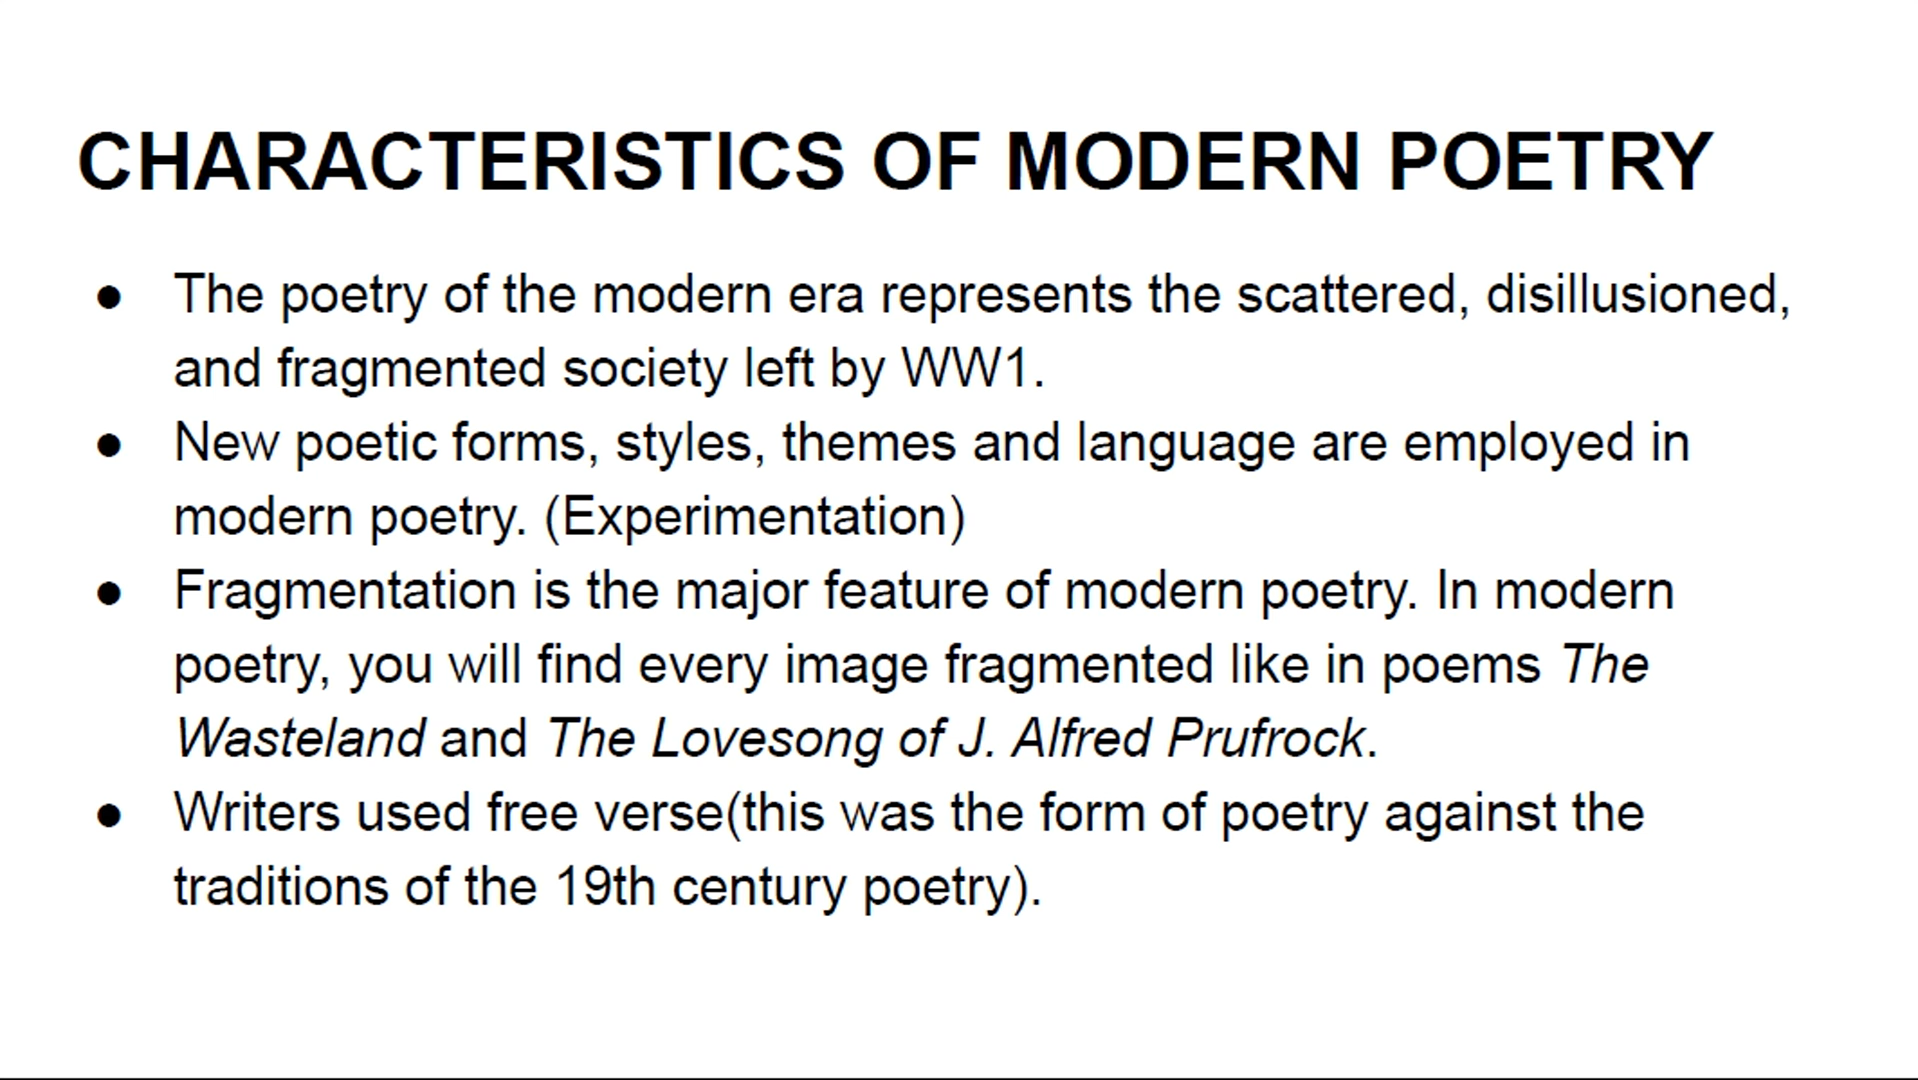 CHARACTERISTICS OF MODERN POETRY
● The poetry of the modern era represents the scattered, disillusioned,
and fragmented society left by WW1.
● New poetic forms, styles, themes and language are employed in
modern poetry. (Experimentation)
● Fragmentation is the major feature of modern poetry. In modern
poetry, you will find every image fragmented like in poems The
Wasteland and The Lovesong of J. Alfred Prufrock.
● Writers used free verse(this was the form of poetry against the
traditions of the 19th century poetry).